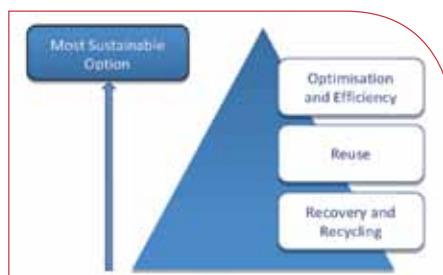 Most Sustainable
Option
Optimisation
and Efficiency
Reuse
Recovery and
Recycling